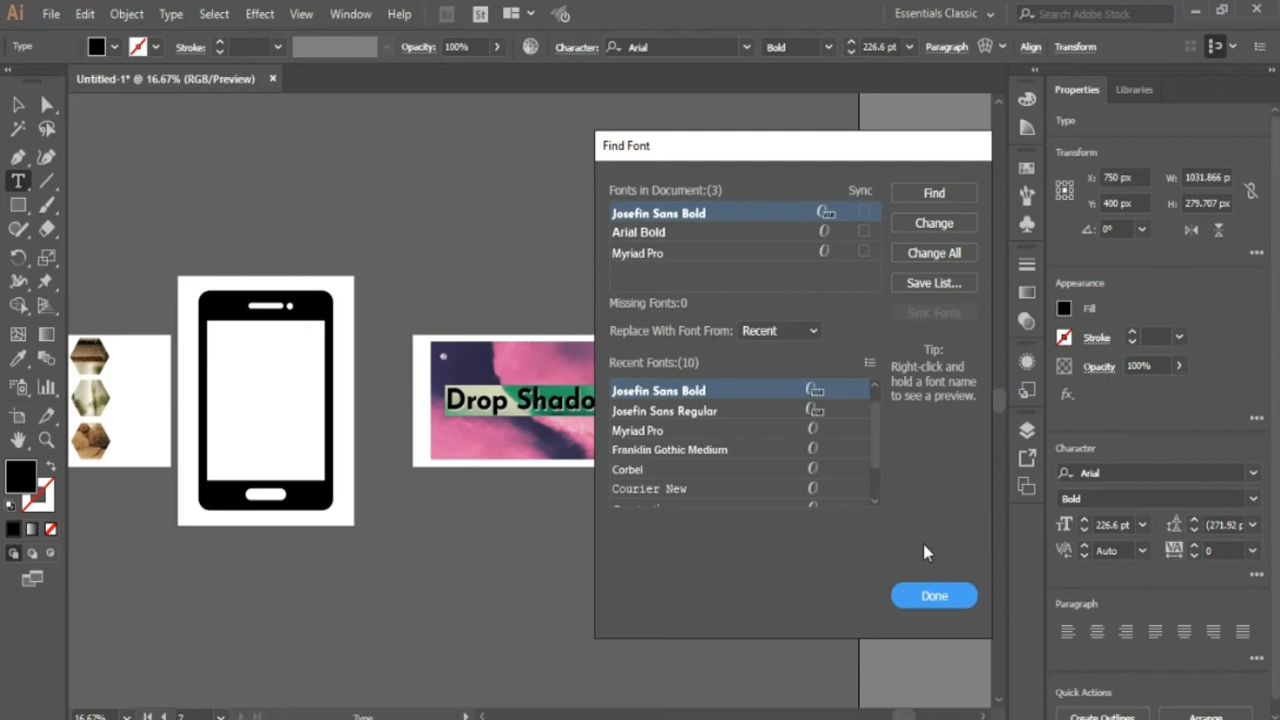 Ai File Edit Object Type Select Effect View Window Help Br St Essentials Classic Search Adobe Stock
Type Stroke: Opacity: 100% Character: Arial Bold 226.6 pt Paragraph Align Transform
Untitled-1* @ 16.67% (RGB/Preview)
Properties Libraries
Type
Transform
X: 750 px W: 1031.866 p
Y: 400 px H: 279.707 px
0°
Appearance:
Fill
Stroke
Opacity 100%
fx.
Character
Arial
Bold
226.6 pt (271.92 p
Auto 0
Paragraph
Quick Actions
Create Outlines Arrange
Find Font
Fonts in Document:(3) Sync
Josefin Sans Bold
Arial Bold
Myriad Pro
Missing Fonts:0
Replace With Font From: Recent
Recent Fonts:(10)
Josefin Sans Bold
Josefin Sans Regular
Myriad Pro
Franklin Gothic Medium
Corbel
Courier New
Find
Change
Change All
Save List...
Sync Fonts
Tip:
Right-click and
hold a font name
to see a preview.
Done
Drop Shado
16.67% 7 Type